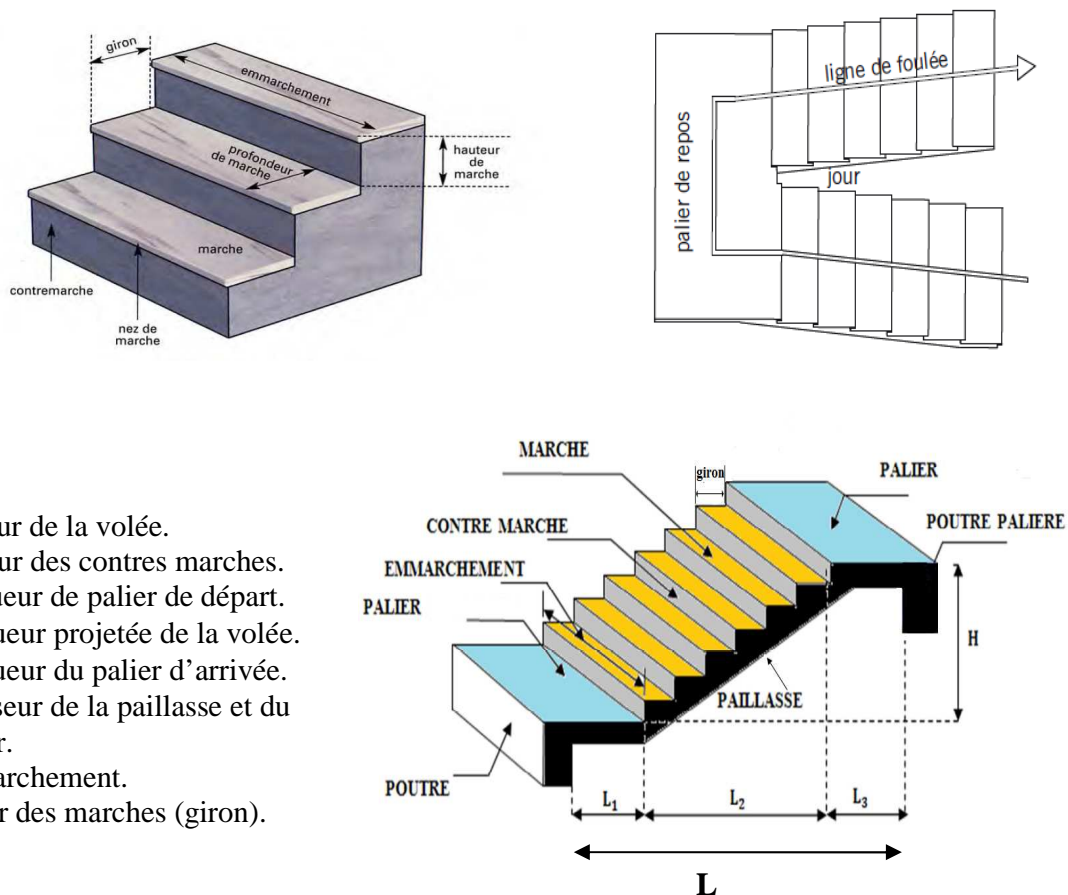 giron
emmarchement
profondeur
de marche
hauteur
de
marche
marche
contremarche
nez de
marche
palier de repos
ligne de foulée
jour
ur de la volée.
ur des contres marches.
ueur de palier de départ.
ueur projetée de la volée.
ueur du palier d’arrivée.
seur de la paillasse et du
r.
archement.
r des marches (giron).
MARCHE
giron
PALIER
CONTRE MARCHE
POUTRE PALIERE
EMMARCHEMENT
PALIER
H
PAILLASSE
POUTRE
L₁
L₂
L₃
L